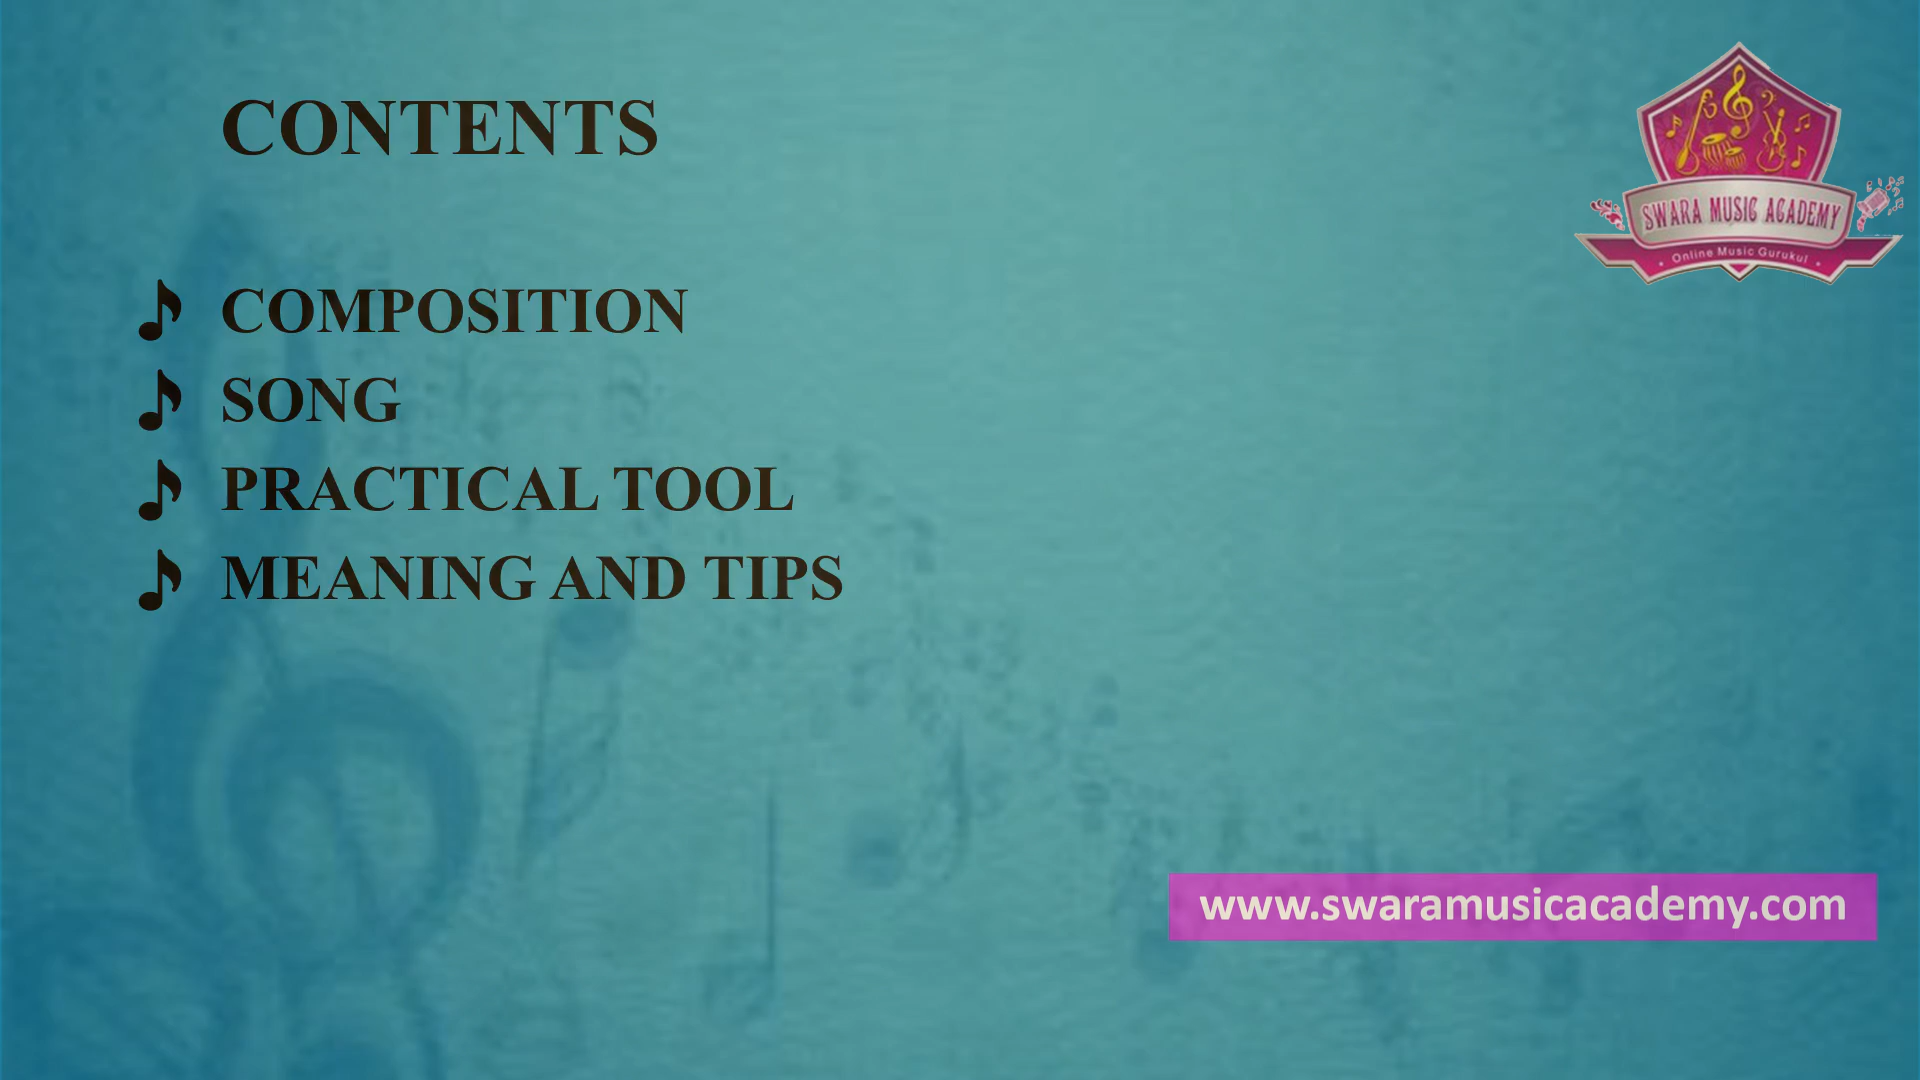 CONTENTS
SWARA MUSIC ACADEMY
Online Music Gurukul
COMPOSITION
SONG
PRACTICAL TOOL
MEANING AND TIPS
www.swaramusicacademy.com